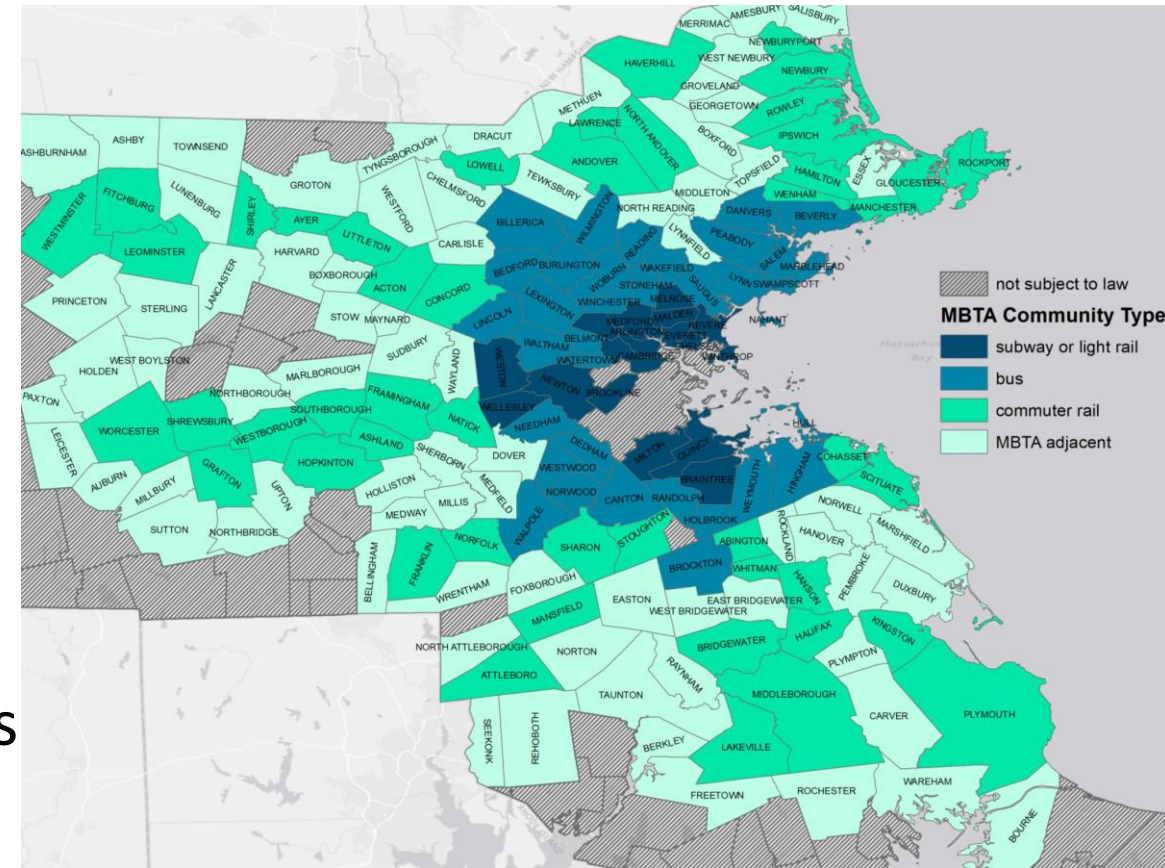 AMESBURY
SALISBURY
MERRIMAC
NEWBURYPORT
WEST NEWBURY
HAVERHILL
NEWBURY
GROVELAND
GEORGETOWN
ROWLEY
METHUEN
LAWRENCE
NORTH ANDOVER
BOXFORD
IPSWICH
ANDOVER
TOPSFIELD
HAMILTON
ESSEX
ROCKPORT
GLOUCESTER
WENHAM
MANCHESTER
MIDDLETON
NEW HAMPSHIRE
ASHBURNHAM
ASHBY
TOWNSEND
TYNGSBOROUGH
DRACUT
LOWELL
TEWKSBURY
GROTON
WESTFORD
CHELMSFORD
LUNENBURG
FITCHBURG
WESTMINSTER
SHIRLEY
AYER
LITTLETON
CARLISLE
LEOMINSTER
HARVARD
BOXBOROUGH
ACTON
CONCORD
LANCASTER
PRINCETON
STERLING
STOW
MAYNARD
SUDBURY
WAYLAND
WEST BOYLSTON
HOLDEN
MARLBOROUGH
NORTHBOROUGH
PAXTON
WORCESTER
SHREWSBURY
SOUTHBOROUGH
WESTBOROUGH
FRAMINGHAM
NATICK
ASHLAND
LEICESTER
AUBURN
MILLBURY
GRAFTON
HOPKINTON
SHERBORN
DOVER
UPTON
HOLLISTON
MEDWAY
MILLIS
MEDFIELD
SUTTON
NORTHBRIDGE
BILLERICA
WILMINGTON
NORTH READING
LYNNFIELD
DANVERS
BEVERLY
PEABODY
SALEM
MARBLEHEAD
BEDFORD
BURLINGTON
WOBURN
READING
WAKEFIELD
LYNN
SWAMPSCOTT
STONEHAM
SAUGUS
LEXINGTON
WINCHESTER
MELROSE
MEDFORD
MALDEN
REVERE
NAHANT
LINCOLN
ARLINGTON
EVERETT
CHELSEA
BELMONT
WALTHAM
WATERTOWN
CAMBRIDGE
WINTHROP
WESTON
NEWTON
BROOKLINE
WELLESLEY
NEEDHAM
DEDHAM
MILTON
QUINCY
HULL
WESTWOOD
BRAINTREE
WEYMOUTH
HINGHAM
COHASSET
SCITUATE
NORWOOD
CANTON
RANDOLPH
HOLBROOK
WALPOLE
NORWELL
ROCKLAND
HANOVER
MARSHFIELD
NORFOLK
SHARON
STOUGHTON
ABINGTON
BELLINGHAM
FRANKLIN
WRENTHAM
FOXBOROUGH
BROCKTON
WHITMAN
HANSON
PEMBROKE
DUXBURY
MANSFIELD
EASTON
EAST BRIDGEWATER
WEST BRIDGEWATER
NORTH ATTLEBOROUGH
NORTON
BRIDGEWATER
HALIFAX
KINGSTON
ATTLEBORO
RAYNHAM
PLYMPTON
TAUNTON
MIDDLEBOROUGH
PLYMOUTH
CARVER
SEEKONK
REHOBOTH
BERKLEY
LAKEVILLE
FREETOWN
ROCHESTER
WAREHAM
BOURNE
Bay
not subject to law
MBTA Community Type
subway or light rail
bus
commuter rail
MBTA adjacent
s